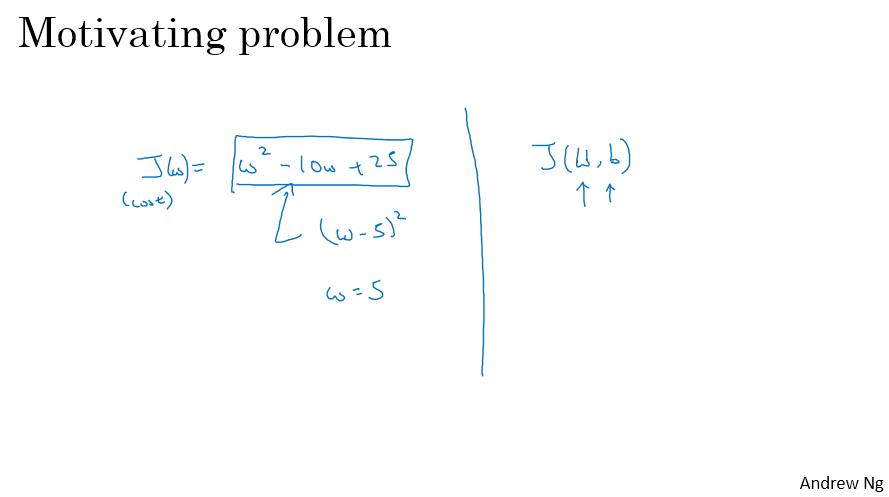 Motivating problem
J(w) = w² - 10w + 25
(cost)
(w - 5)²
w = 5
J(w, b)
↑ ↑
Andrew Ng